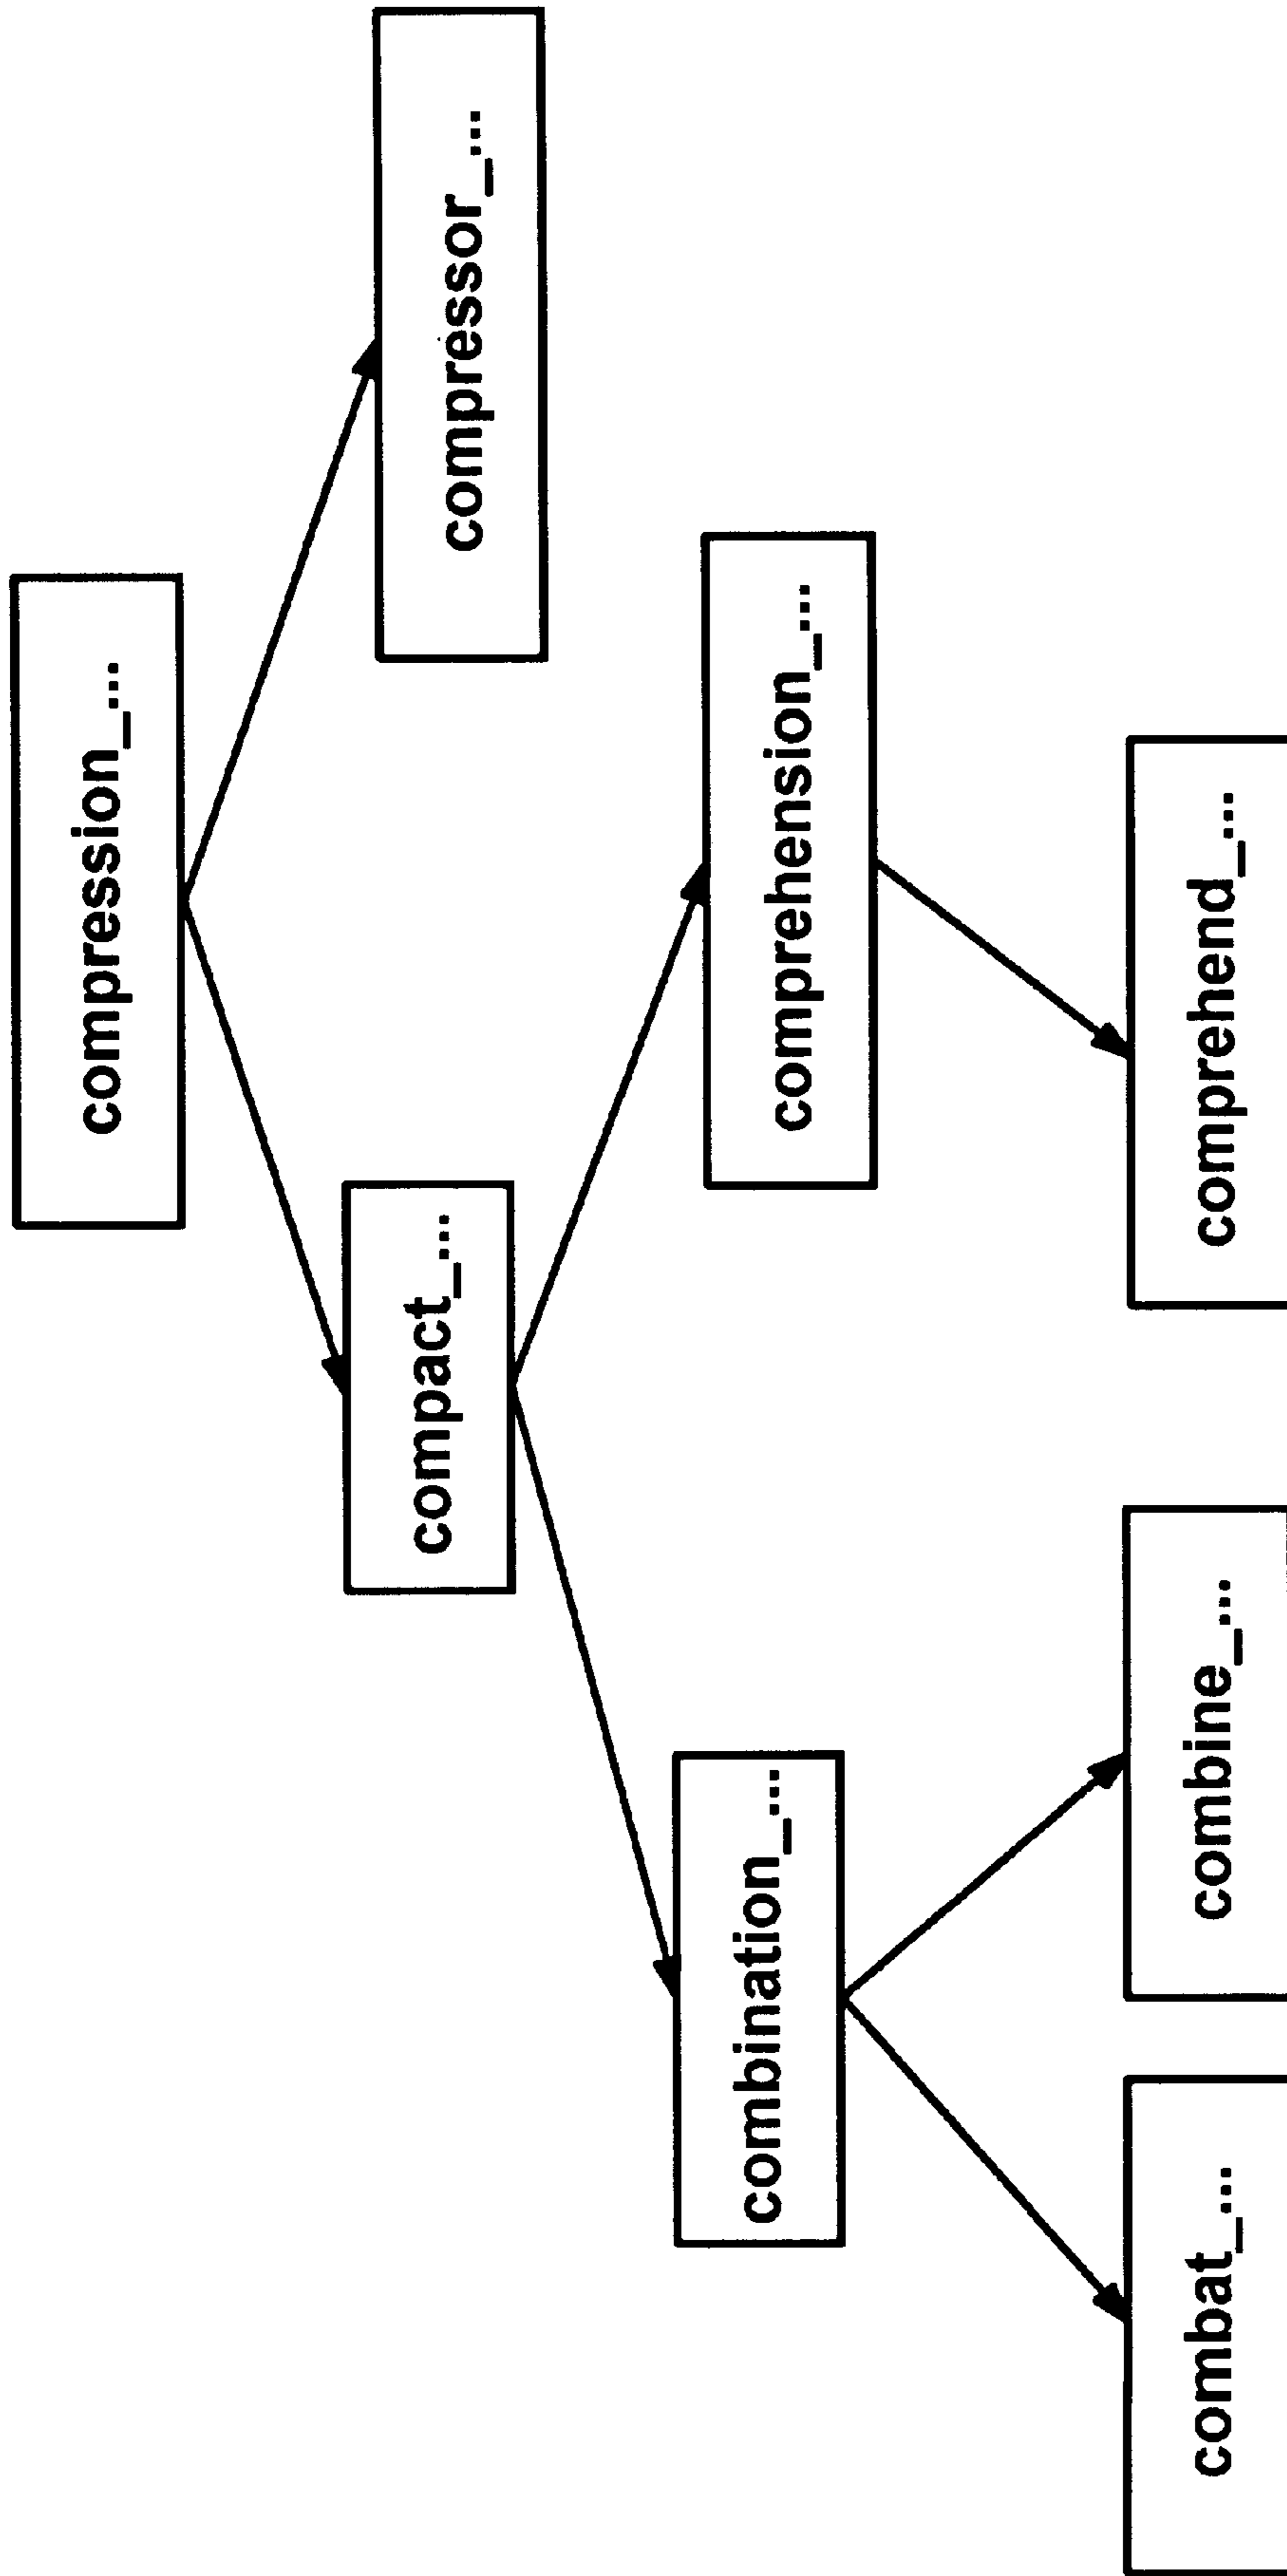 compression_...
compact_...
compressor_...
combination_...
comprehension_...
combat_...
combine_...
comprehend_...